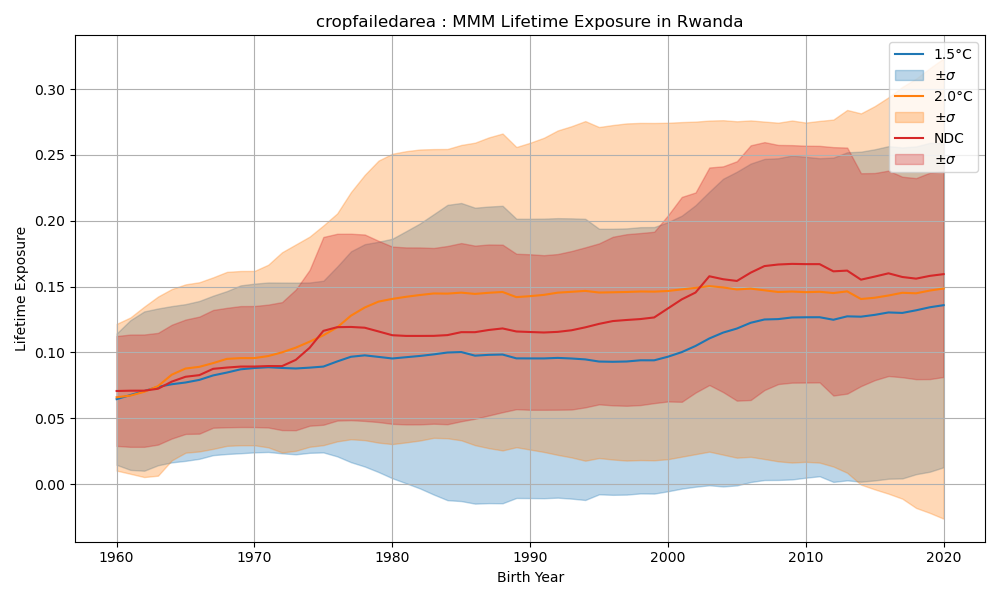 cropfailedarea : MMM Lifetime Exposure in Rwanda
1.5°C
±σ
2.0°C
±σ
NDC
±σ
Lifetime Exposure
0.30
0.25
0.20
0.15
0.10
0.05
0.00
1960 1970 1980 1990 2000 2010 2020
Birth Year